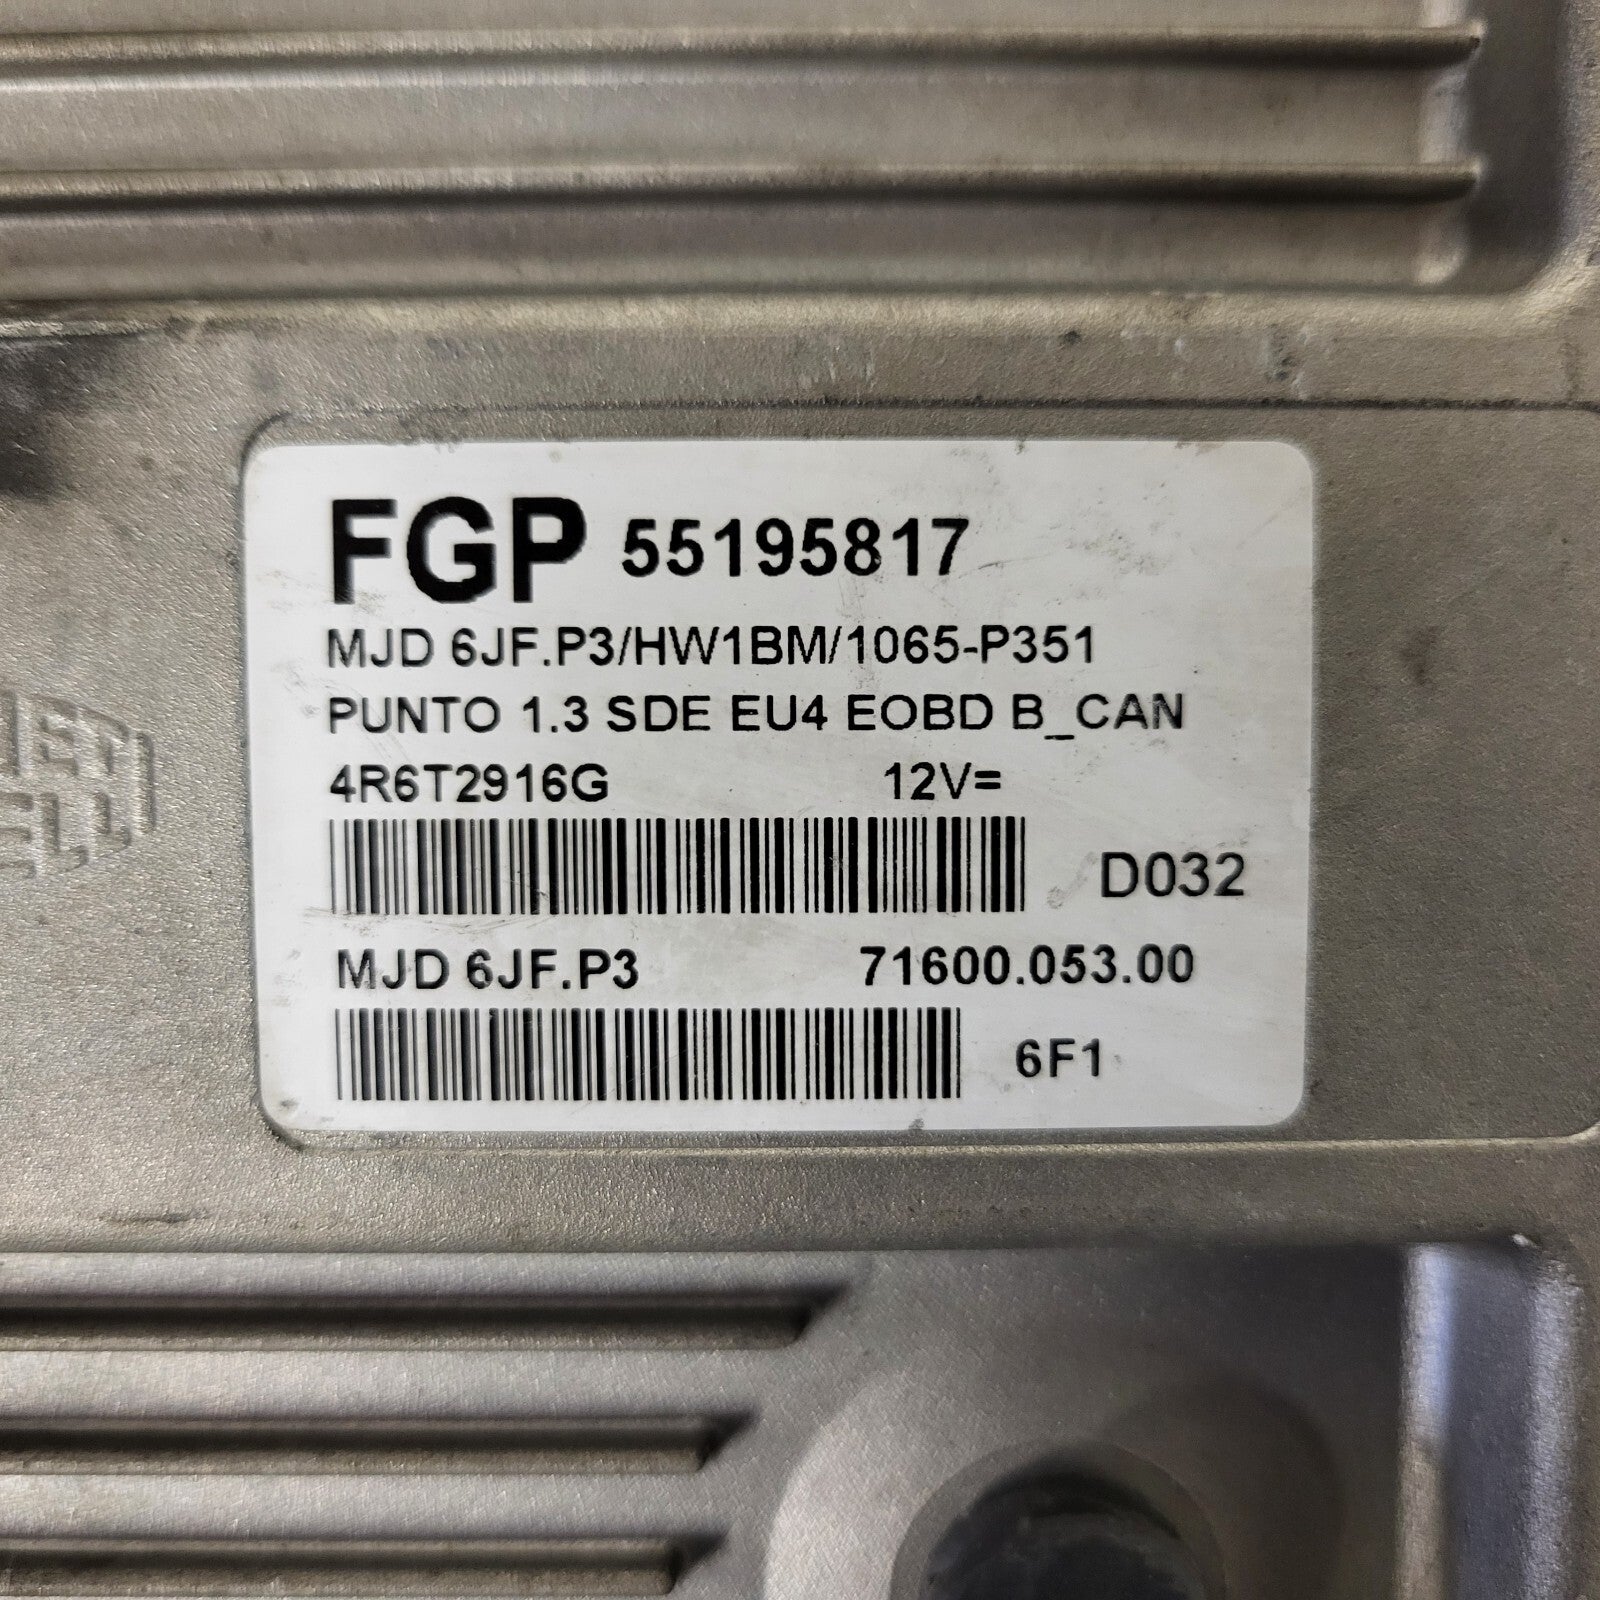 FGP 55195817
MJD 6JF.P3/HW1BM/1065-P351
PUNTO 1.3 SDE EU4 EOBD B_CAN
4R6T2916G 12V=
D032
MJD 6JF.P3 71600.053.00
6F1